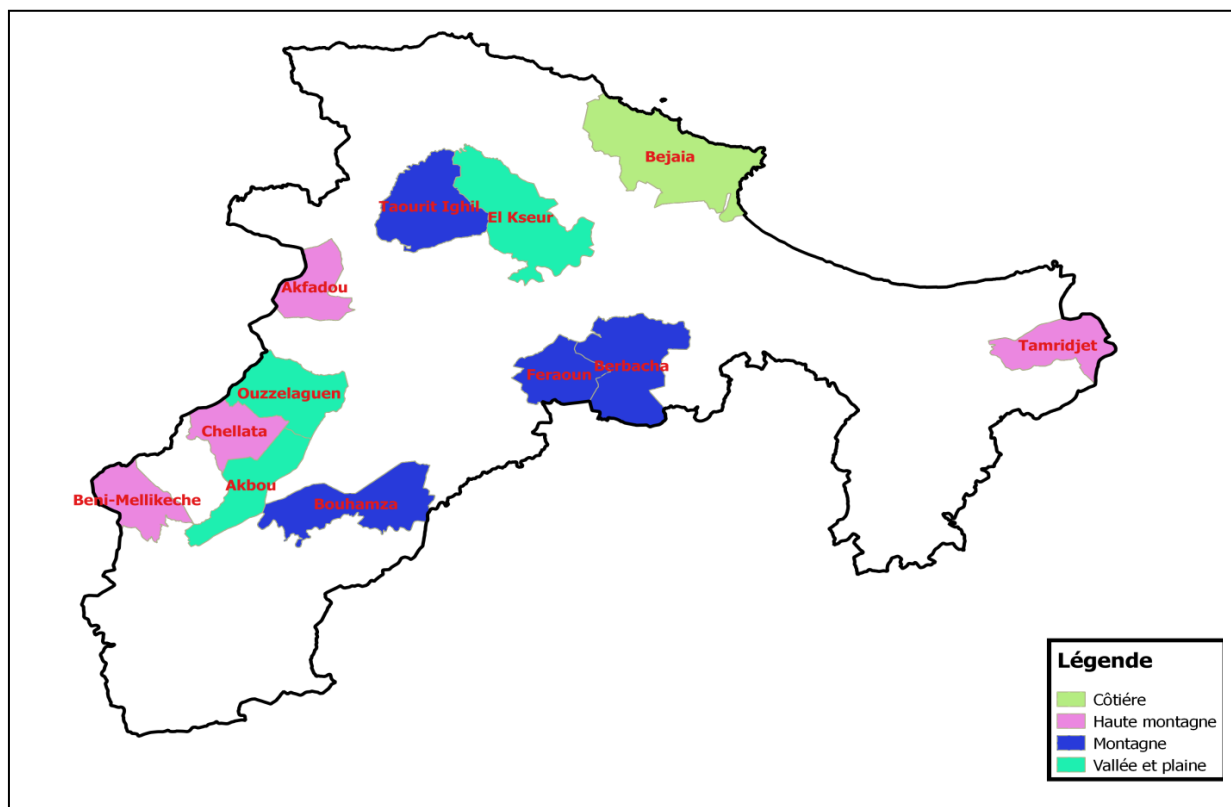 Bejaia
Taourit Ighil
El Kseur
Akfadou
Tamridjet
Feraoun
Berbacha
Ouzzelaguen
Chellata
Akbou
Beni-Mellikeche
Bouhamza
Légende
Côtiére
Haute montagne
Montagne
Vallée et plaine